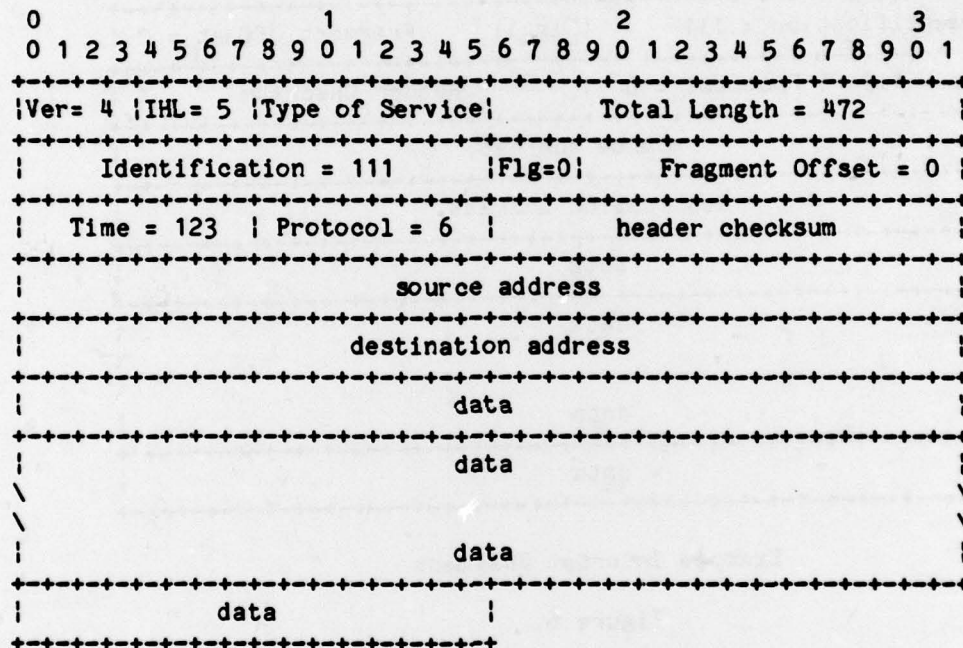 0                   1                   2                   3
0 1 2 3 4 5 6 7 8 9 0 1 2 3 4 5 6 7 8 9 0 1 2 3 4 5 6 7 8 9 0 1
+-+-+-+-+-+-+-+-+-+-+-+-+-+-+-+-+-+-+-+-+-+-+-+-+-+-+-+-+-+-+-+-+
|Ver= 4 |IHL= 5 |Type of Service|        Total Length = 472     |
+-+-+-+-+-+-+-+-+-+-+-+-+-+-+-+-+-+-+-+-+-+-+-+-+-+-+-+-+-+-+-+-+
|     Identification = 111      |Flg=0|     Fragment Offset = 0 |
+-+-+-+-+-+-+-+-+-+-+-+-+-+-+-+-+-+-+-+-+-+-+-+-+-+-+-+-+-+-+-+-+
|   Time = 123  | Protocol = 6  |        header checksum        |
+-+-+-+-+-+-+-+-+-+-+-+-+-+-+-+-+-+-+-+-+-+-+-+-+-+-+-+-+-+-+-+-+
|                         source address                        |
+-+-+-+-+-+-+-+-+-+-+-+-+-+-+-+-+-+-+-+-+-+-+-+-+-+-+-+-+-+-+-+-+
|                      destination address                      |
+-+-+-+-+-+-+-+-+-+-+-+-+-+-+-+-+-+-+-+-+-+-+-+-+-+-+-+-+-+-+-+-+
|                             data                              |
+-+-+-+-+-+-+-+-+-+-+-+-+-+-+-+-+-+-+-+-+-+-+-+-+-+-+-+-+-+-+-+-+
|                             data                              |
\                                                               \
\                                                               \
|                             data                              |
+-+-+-+-+-+-+-+-+-+-+-+-+-+-+-+-+-+-+-+-+-+-+-+-+-+-+-+-+-+-+-+-+
|             data              |
+-+-+-+-+-+-+-+-+-+-+-+-+-+-+-+-+